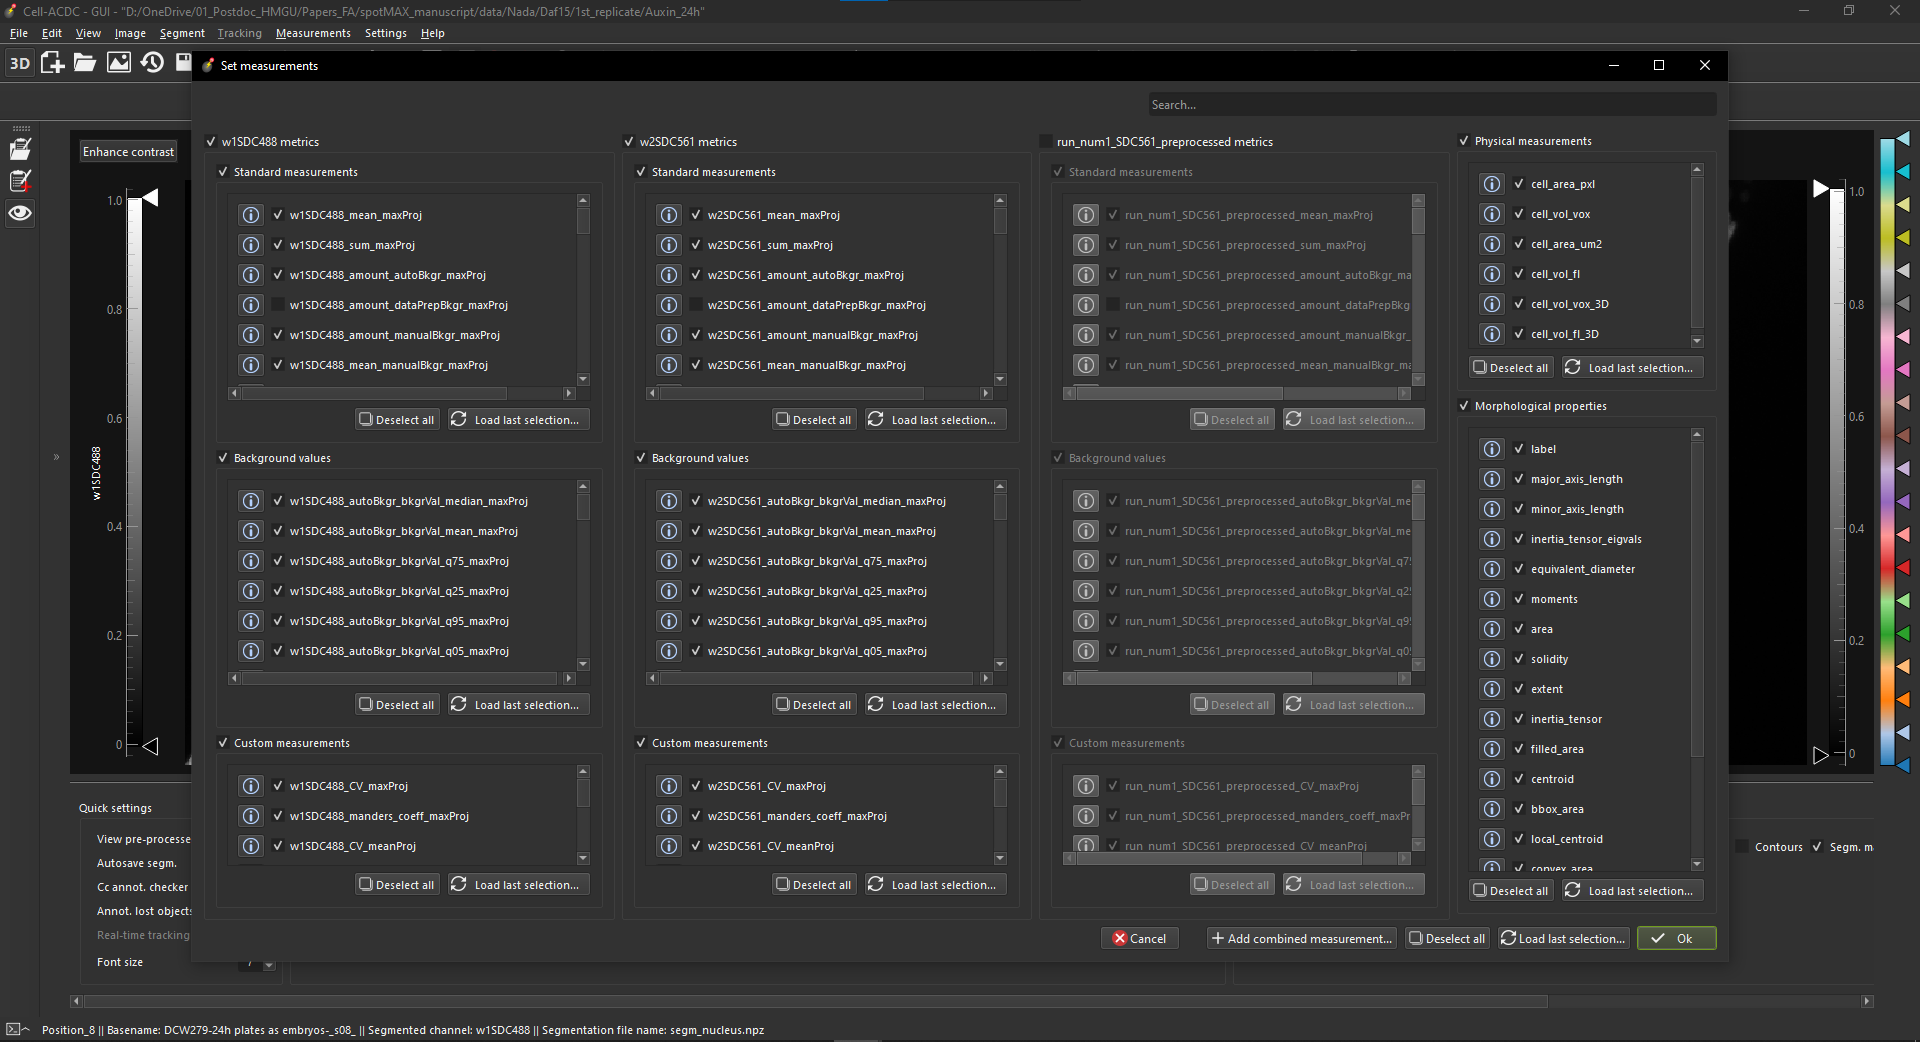 Cell-ACDC - GUI - "D:/OneDrive/01_Postdoc_HMGU/Papers_FA/spotMAX_manuscript/data/Nada/Daf15/1st_replicate/Auxin_24h"
File Edit View Image Segment Tracking Measurements Settings Help
3D
Set measurements
Search...
Enhance contrast
1.0
0.8
0.6
0.4
0.2
0
w1SDC488
w1SDC488 metrics
Standard measurements
w1SDC488_mean_maxProj
w1SDC488_sum_maxProj
w1SDC488_amount_autoBkgr_maxProj
w1SDC488_amount_dataPrepBkgr_maxProj
w1SDC488_amount_manualBkgr_maxProj
w1SDC488_mean_manualBkgr_maxProj
Deselect all Load last selection...
Background values
w1SDC488_autoBkgr_bkgrVal_median_maxProj
w1SDC488_autoBkgr_bkgrVal_mean_maxProj
w1SDC488_autoBkgr_bkgrVal_q75_maxProj
w1SDC488_autoBkgr_bkgrVal_q25_maxProj
w1SDC488_autoBkgr_bkgrVal_q95_maxProj
w1SDC488_autoBkgr_bkgrVal_q05_maxProj
Deselect all Load last selection...
Custom measurements
w1SDC488_CV_maxProj
w1SDC488_manders_coeff_maxProj
w1SDC488_CV_meanProj
Deselect all Load last selection...
w2SDC561 metrics
Standard measurements
w2SDC561_mean_maxProj
w2SDC561_sum_maxProj
w2SDC561_amount_autoBkgr_maxProj
w2SDC561_amount_dataPrepBkgr_maxProj
w2SDC561_amount_manualBkgr_maxProj
w2SDC561_mean_manualBkgr_maxProj
Deselect all Load last selection...
Background values
w2SDC561_autoBkgr_bkgrVal_median_maxProj
w2SDC561_autoBkgr_bkgrVal_mean_maxProj
w2SDC561_autoBkgr_bkgrVal_q75_maxProj
w2SDC561_autoBkgr_bkgrVal_q25_maxProj
w2SDC561_autoBkgr_bkgrVal_q95_maxProj
w2SDC561_autoBkgr_bkgrVal_q05_maxProj
Deselect all Load last selection...
Custom measurements
w2SDC561_CV_maxProj
w2SDC561_manders_coeff_maxProj
w2SDC561_CV_meanProj
Deselect all Load last selection...
run_num1_SDC561_preprocessed metrics
Standard measurements
run_num1_SDC561_preprocessed_mean_maxProj
run_num1_SDC561_preprocessed_sum_maxProj
run_num1_SDC561_preprocessed_amount_autoBkgr_ma
run_num1_SDC561_preprocessed_amount_dataPrepBkg
run_num1_SDC561_preprocessed_amount_manualBkgr_
run_num1_SDC561_preprocessed_mean_manualBkgr_ma
Deselect all Load last selection...
Background values
run_num1_SDC561_preprocessed_autoBkgr_bkgrVal_me
run_num1_SDC561_preprocessed_autoBkgr_bkgrVal_me
run_num1_SDC561_preprocessed_autoBkgr_bkgrVal_q75
run_num1_SDC561_preprocessed_autoBkgr_bkgrVal_q25
run_num1_SDC561_preprocessed_autoBkgr_bkgrVal_q95
run_num1_SDC561_preprocessed_autoBkgr_bkgrVal_q05
Deselect all Load last selection...
Custom measurements
run_num1_SDC561_preprocessed_CV_maxProj
run_num1_SDC561_preprocessed_manders_coeff_maxPr
run_num1_SDC561_preprocessed_CV_meanProj
Deselect all Load last selection...
Physical measurements
cell_area_pxl
cell_vol_vox
cell_area_um2
cell_vol_fl
cell_vol_vox_3D
cell_vol_fl_3D
Deselect all Load last selection...
Morphological properties
label
major_axis_length
minor_axis_length
inertia_tensor_eigvals
equivalent_diameter
moments
area
solidity
extent
inertia_tensor
filled_area
centroid
bbox_area
local_centroid
convex_area
Deselect all Load last selection...
Cancel + Add combined measurement... Deselect all Load last selection... Ok
1.0
0.8
0.6
0.4
0.2
0
Quick settings
View pre-processe
Autosave segm.
Cc annot. checker
Annot. lost objects
Real-time tracking
Font size
Contours Segm. m
Position_8 || Basename: DCW279-24h plates as embryos-_s08_ || Segmented channel: w1SDC488 || Segmentation file name: segm_nucleus.npz